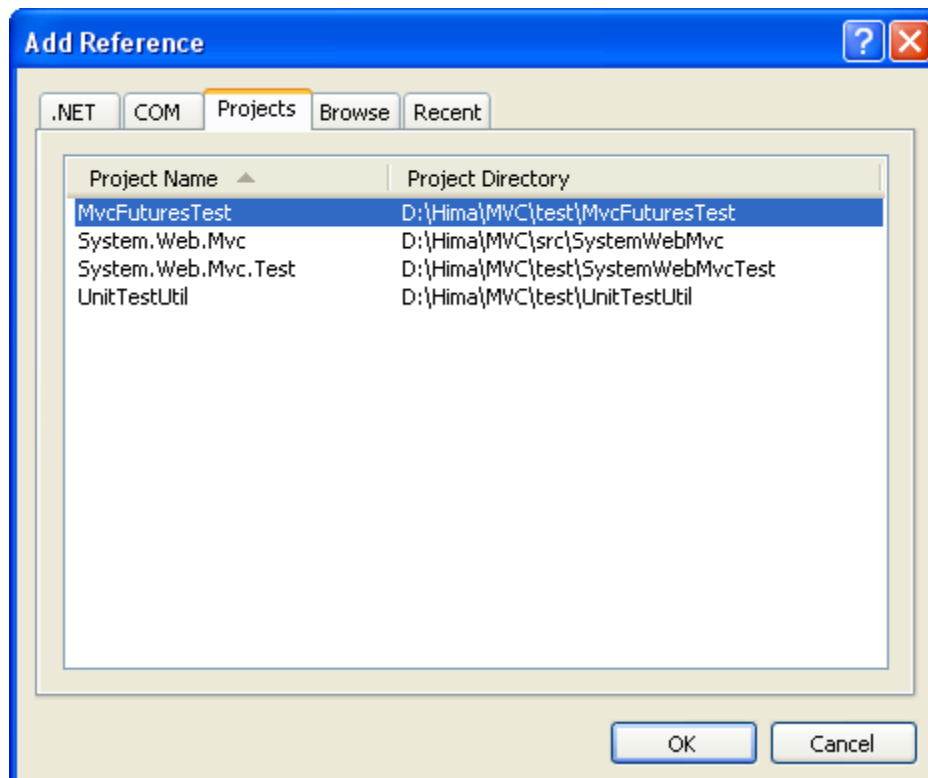 Add Reference
.NET COM Projects Browse Recent
Project Name Project Directory
MvcFuturesTest D:\Hima\MVC\test\MvcFuturesTest
System.Web.Mvc D:\Hima\MVC\src\SystemWebMvc
System.Web.Mvc.Test D:\Hima\MVC\test\SystemWebMvcTest
UnitTestUtil D:\Hima\MVC\test\UnitTestUtil
OK Cancel